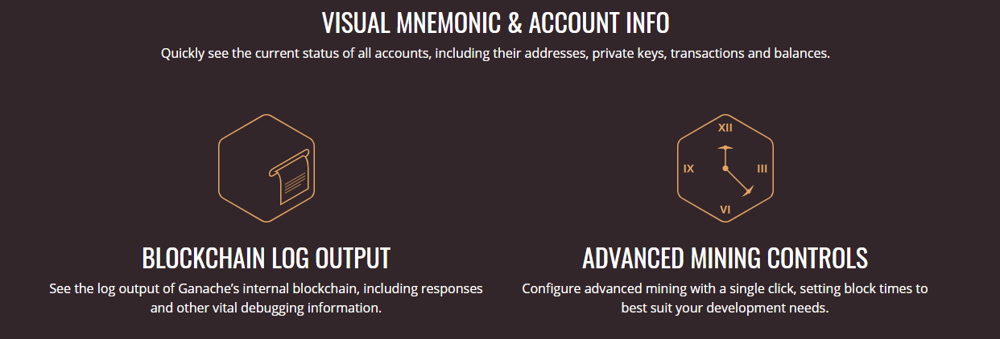 VISUAL MNEMONIC & ACCOUNT INFO
Quickly see the current status of all accounts, including their addresses, private keys, transactions and balances.
XII
IX
III
VI
BLOCKCHAIN LOG OUTPUT
See the log output of Ganache’s internal blockchain, including responses
and other vital debugging information.
ADVANCED MINING CONTROLS
Configure advanced mining with a single click, setting block times to
best suit your development needs.